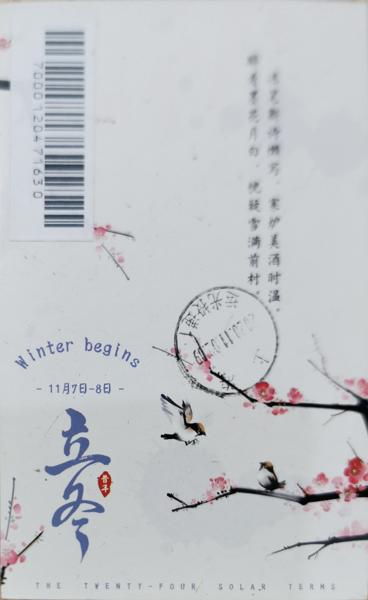 7000120471630
冻笔新诗懒写，寒炉美酒时温。
醉看墨花月白，恍疑雪满前村。
Winter begins
- 11月7日-8日 -
立冬
THE TWENTY-FOUR SOLAR TERMS